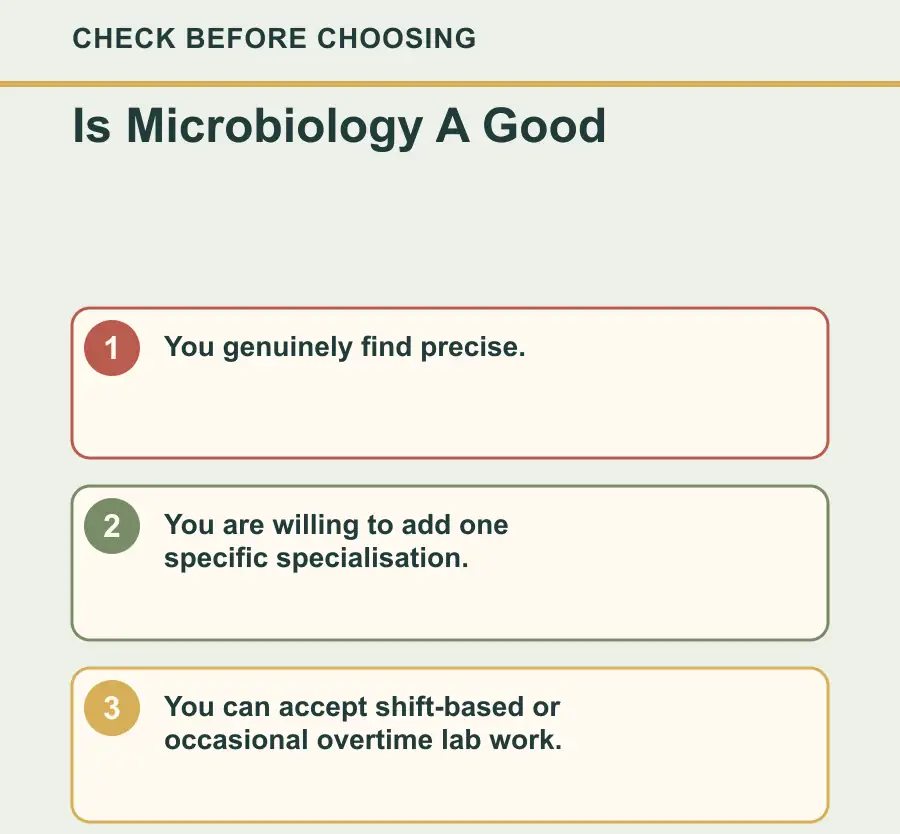 CHECK BEFORE CHOOSING
Is Microbiology A Good
1
You genuinely find precise.
2
You are willing to add one
specific specialisation.
3
You can accept shift-based or
occasional overtime lab work.